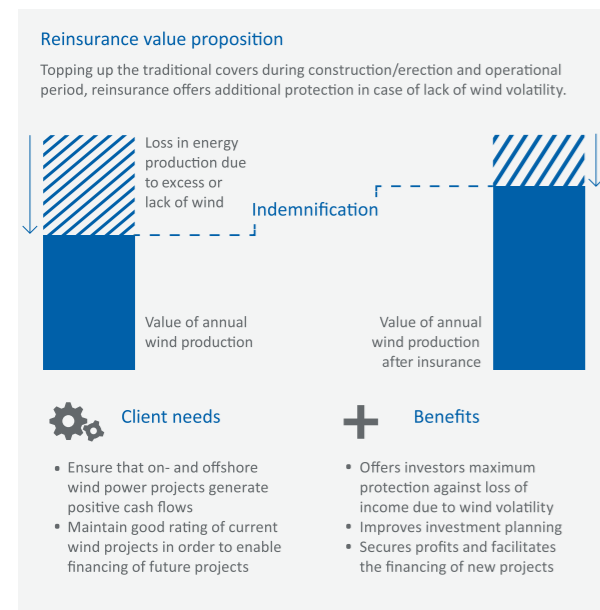 Reinsurance value proposition
Topping up the traditional covers during construction/erection and operational
period, reinsurance offers additional protection in case of lack of wind volatility.
Loss in energy
production due
to excess or
lack of wind
Indemnification
Value of annual
wind production
Value of annual
wind production
after insurance
Client needs
• Ensure that on- and offshore
wind power projects generate
positive cash flows
• Maintain good rating of current
wind projects in order to enable
financing of future projects
Benefits
• Offers investors maximum
protection against loss of
income due to wind volatility
• Improves investment planning
• Secures profits and facilitates
the financing of new projects